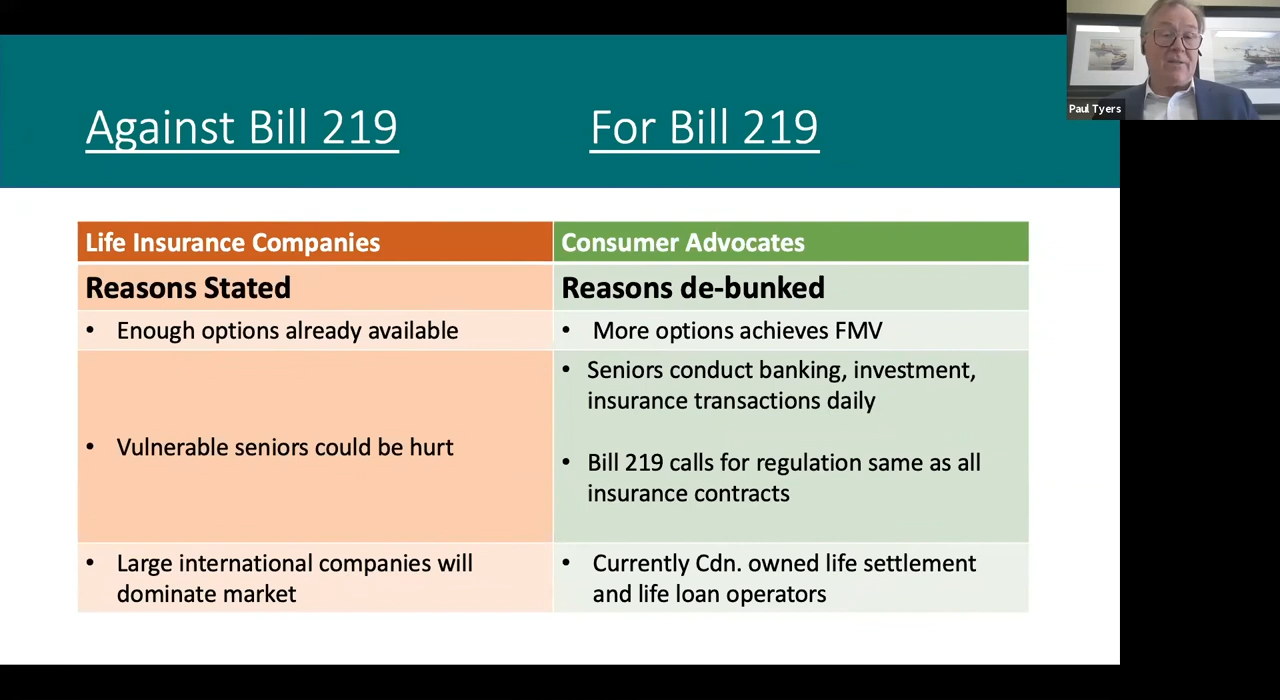 Against Bill 219
For Bill 219
Paul Tyers
Life Insurance Companies
Consumer Advocates
Reasons Stated
Reasons de-bunked
• Enough options already available
• More options achieves FMV
• Vulnerable seniors could be hurt
• Seniors conduct banking, investment,
insurance transactions daily
• Bill 219 calls for regulation same as all
insurance contracts
• Large international companies will
dominate market
• Currently Cdn. owned life settlement
and life loan operators